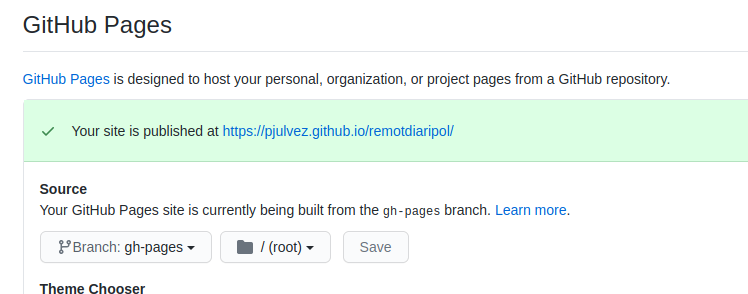 GitHub Pages
GitHub Pages is designed to host your personal, organization, or project pages from a GitHub repository.
Your site is published at https://pjulvez.github.io/remotdiaripol/
Source
Your GitHub Pages site is currently being built from the gh-pages branch. Learn more.
Branch: gh-pages / (root) Save
Theme Chooser